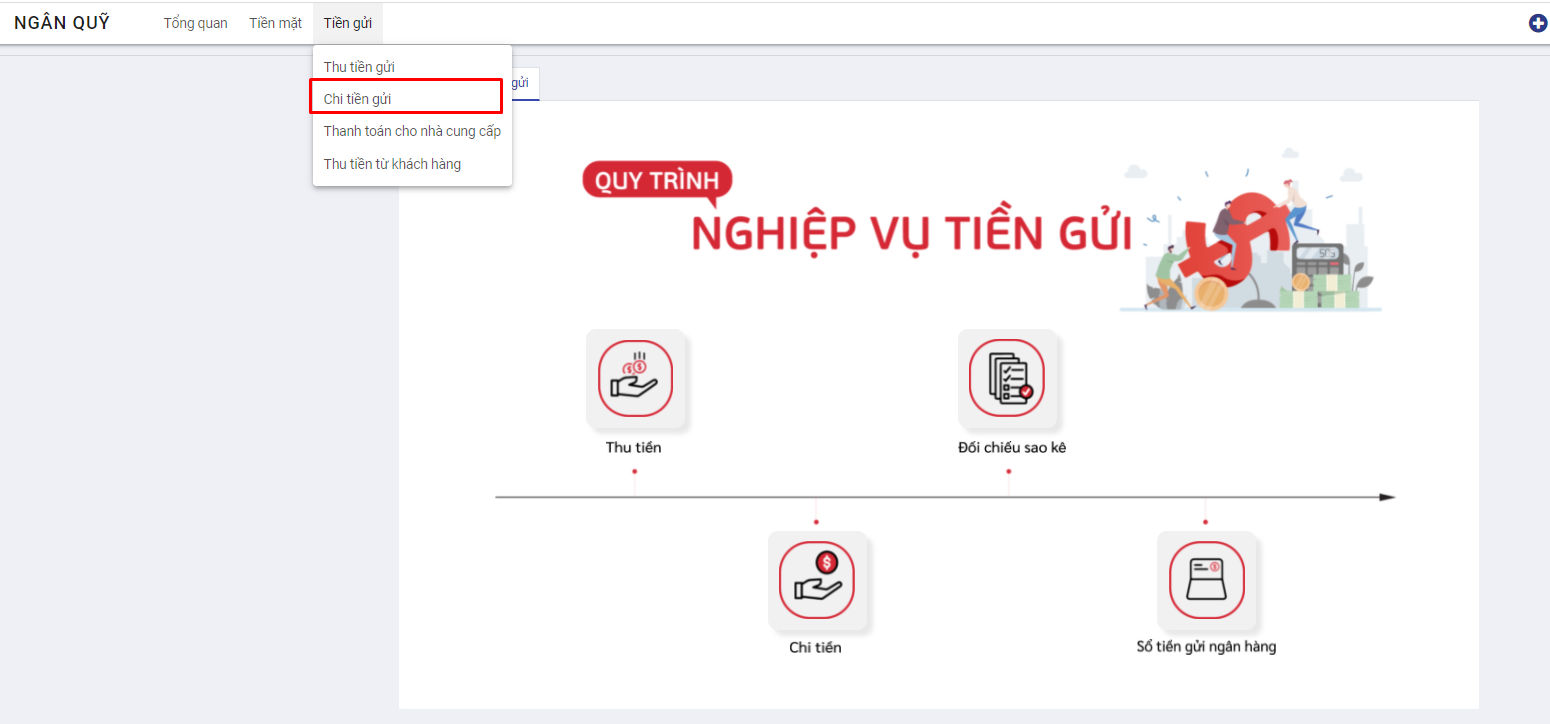 NGÂN QUỸ Tổng quan Tiền mặt Tiền gửi
Thu tiền gửi
gửi
Chi tiền gửi
Thanh toán cho nhà cung cấp
Thu tiền từ khách hàng
QUY TRÌNH
NGHIỆP VỤ TIỀN GỬI
Thu tiền
Đối chiếu sao kê
Chi tiền
Sổ tiền gửi ngân hàng